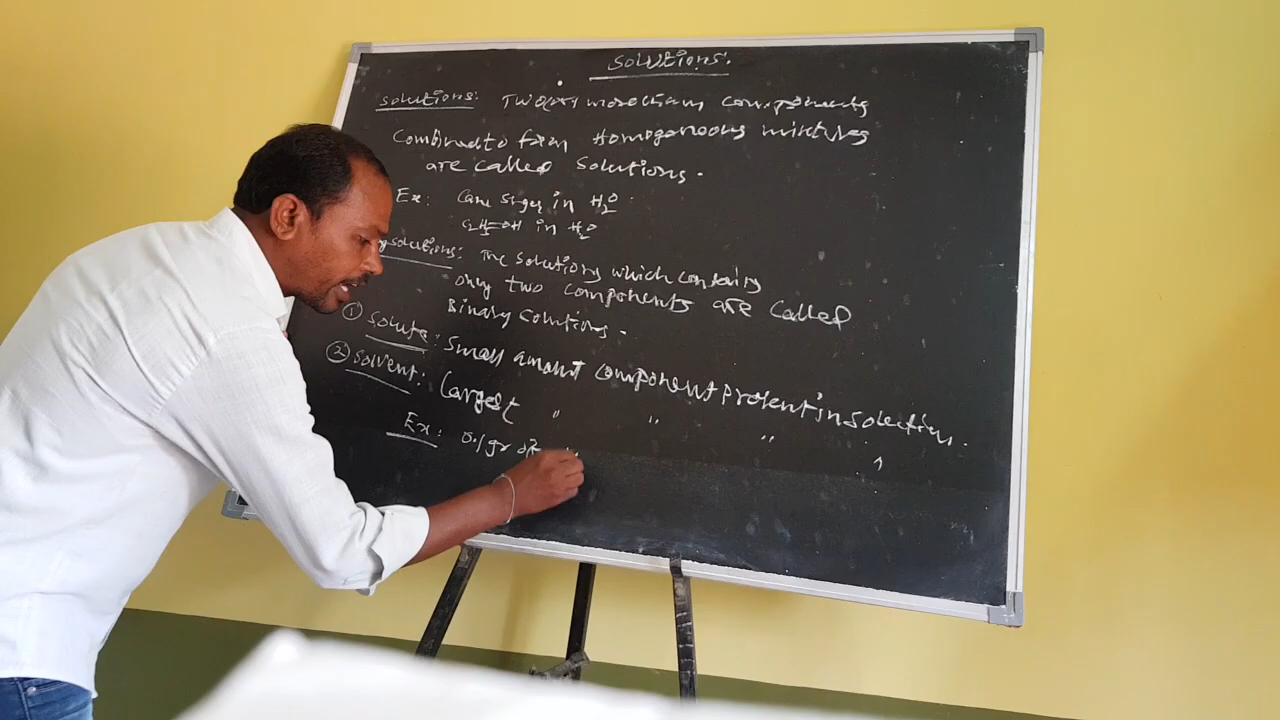 Solutions:
Solutions: Two more than components
Combined to form Homogeneous mixtures
are called Solutions.
Ex: Cane Sugar in H₂O
C₂H₅OH in H₂O
solutions: The solutions which contains
only two components are called
Binary solutions.
① Solute: Small amount component present in solution.
② Solvent: Largest " " "
Ex: 0.1gr of